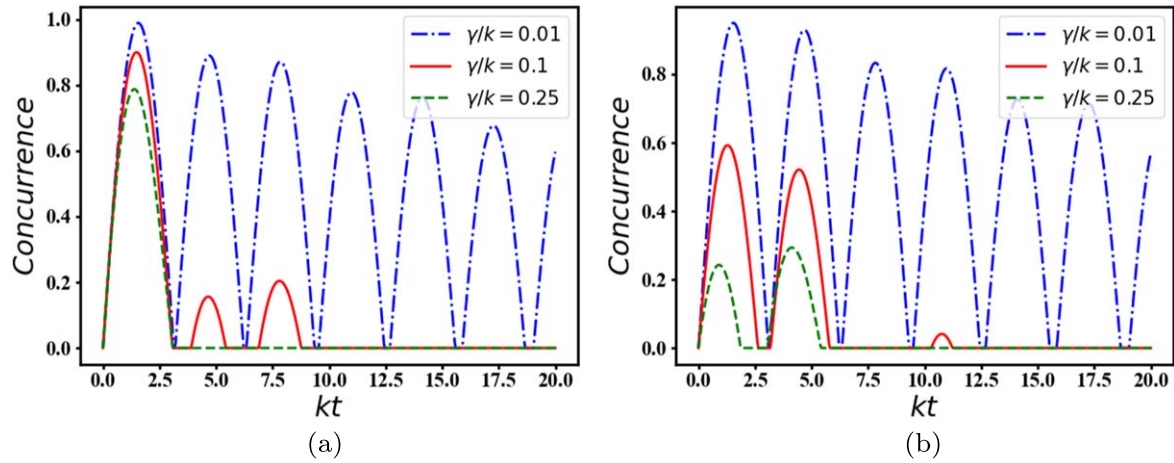 1.0
0.8
0.6
0.4
0.2
0.0
Concurrence
γ/k = 0.01
γ/k = 0.1
γ/k = 0.25
0.0 2.5 5.0 7.5 10.0 12.5 15.0 17.5 20.0
kt
(a)
0.8
0.6
0.4
0.2
0.0
Concurrence
γ/k = 0.01
γ/k = 0.1
γ/k = 0.25
0.0 2.5 5.0 7.5 10.0 12.5 15.0 17.5 20.0
kt
(b)